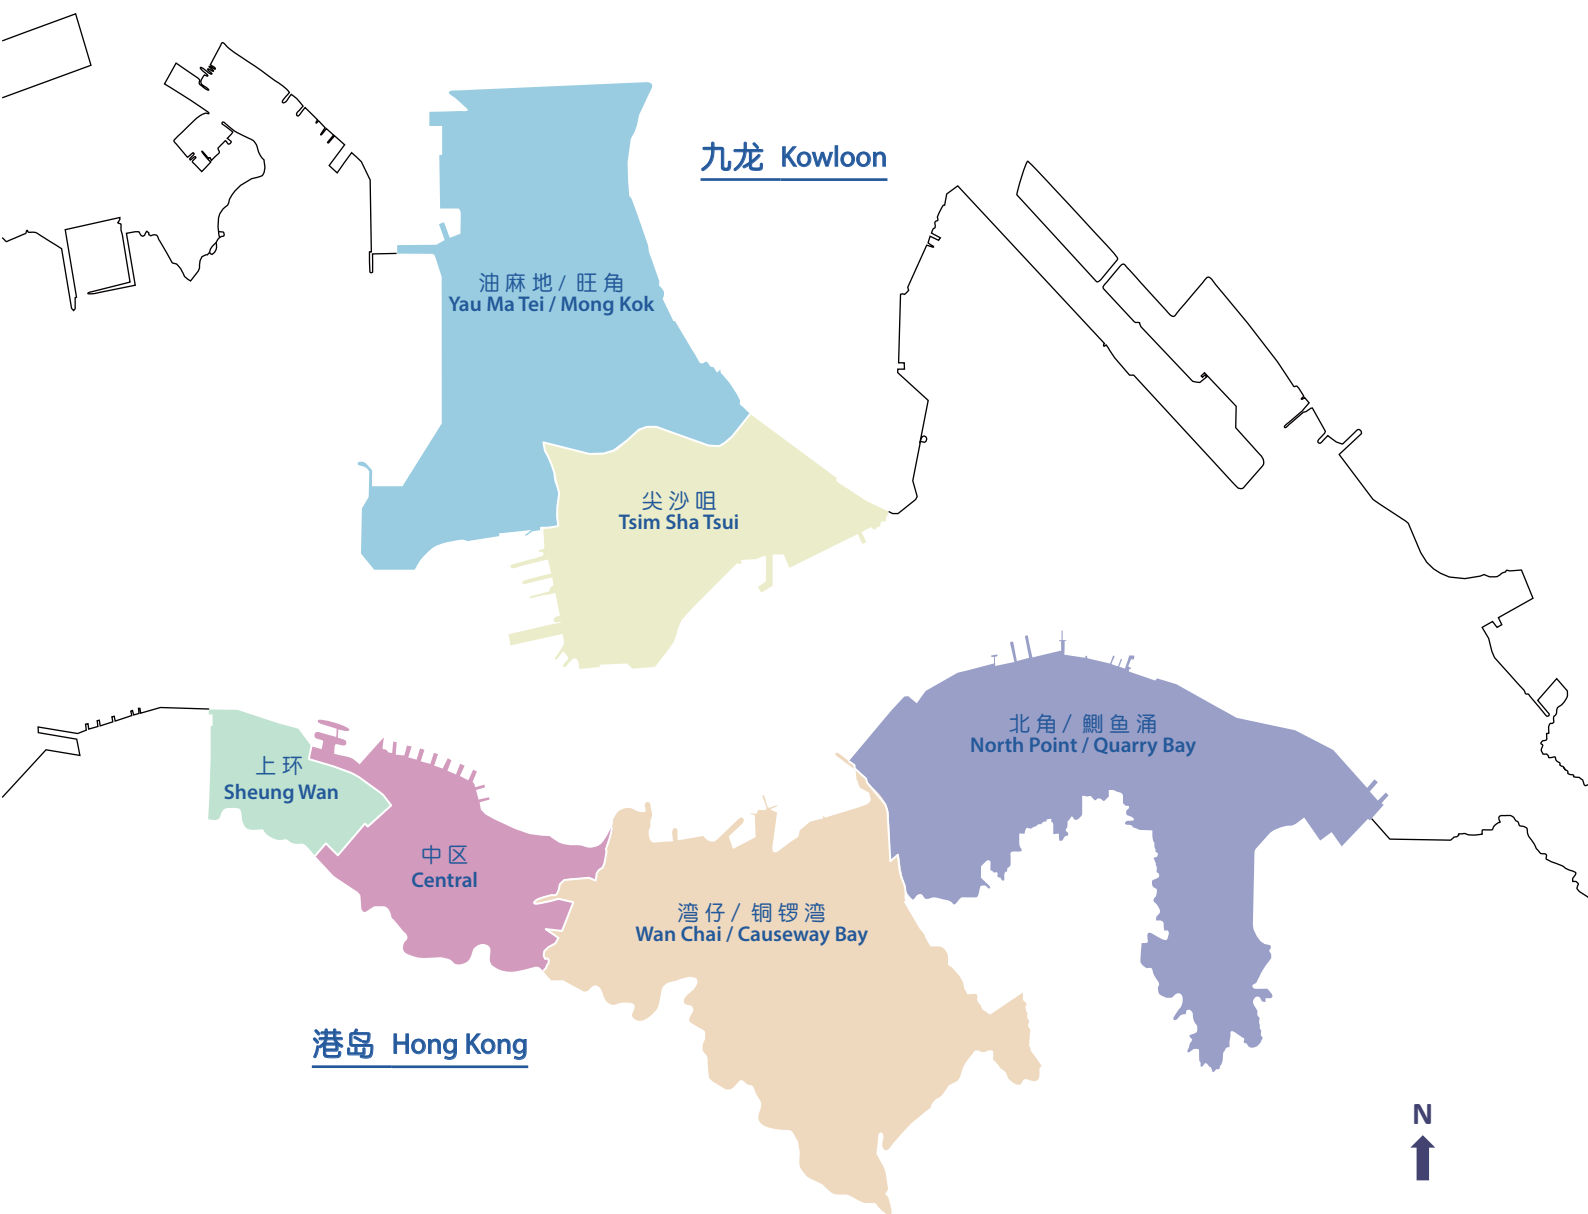 九龙 Kowloon
油麻地/ 旺角
Yau Ma Tei / Mong Kok
尖沙咀
Tsim Sha Tsui
北角/ 鰂鱼涌
North Point / Quarry Bay
上环
Sheung Wan
中区
Central
湾仔/ 铜锣湾
Wan Chai / Causeway Bay
港岛 Hong Kong
N